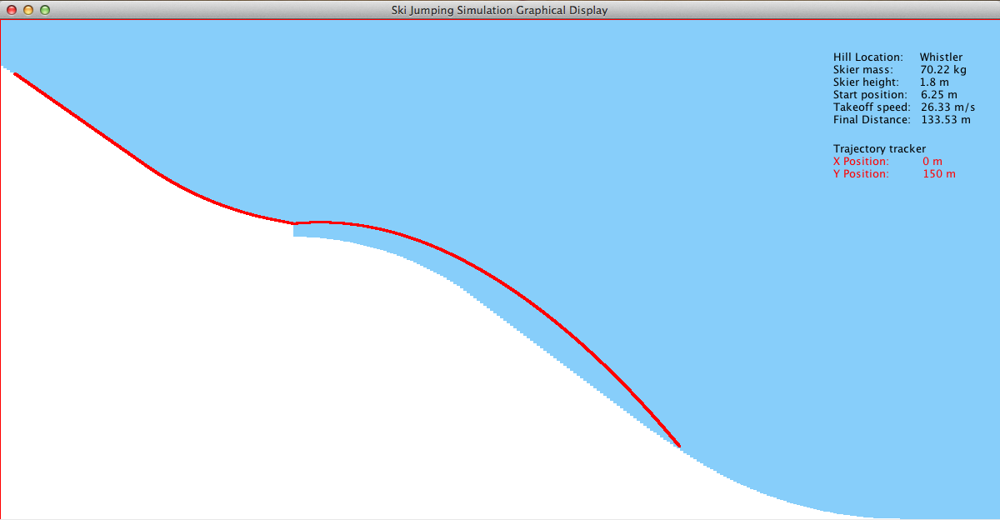 Ski Jumping Simulation Graphical Display
Hill Location: Whistler
Skier mass: 70.22 kg
Skier height: 1.8 m
Start position: 6.25 m
Takeoff speed: 26.33 m/s
Final Distance: 133.53 m
Trajectory tracker
X Position: 0 m
Y Position: 150 m